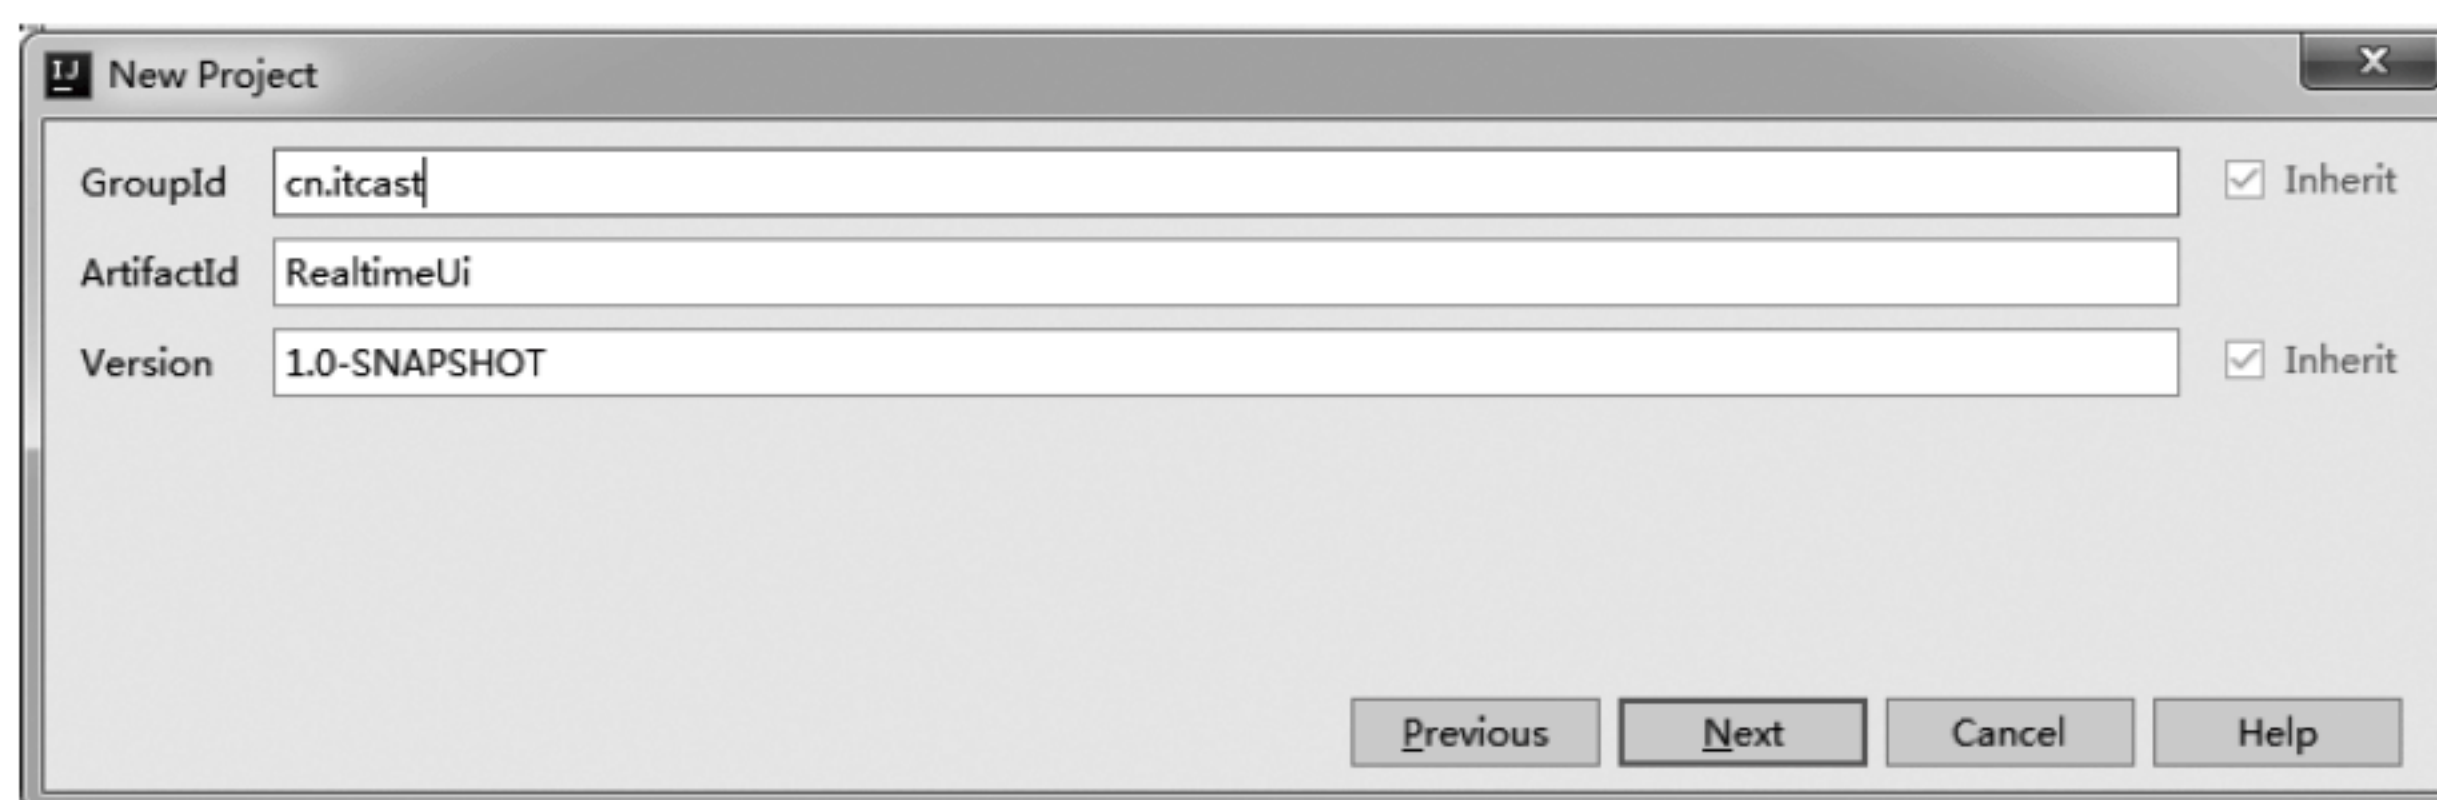 IJ New Project
GroupId cn.itcast Inherit
ArtifactId RealtimeUi
Version 1.0-SNAPSHOT Inherit
Previous Next Cancel Help